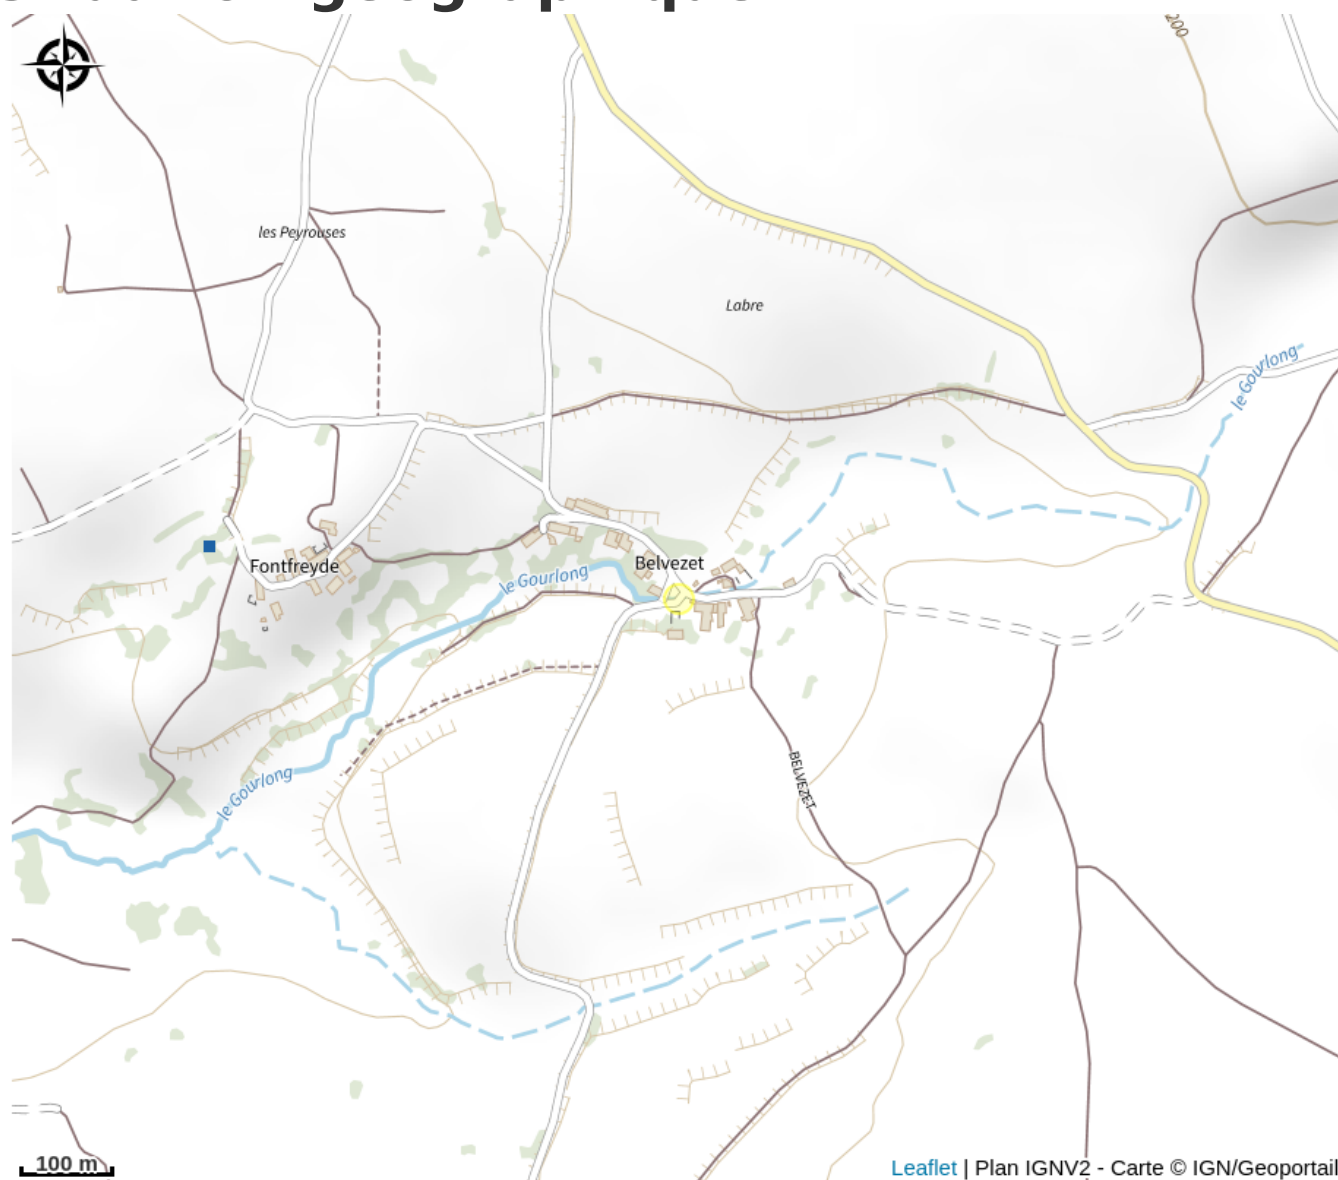 géographique
200
les Peyrouses
Labre
le Gourlong
Belvezet
Fontfreyde
le Gourlong
BELVEZET
le Gourlong
100 m
Leaflet | Plan IGNV2 - Carte © IGN/Geoportail